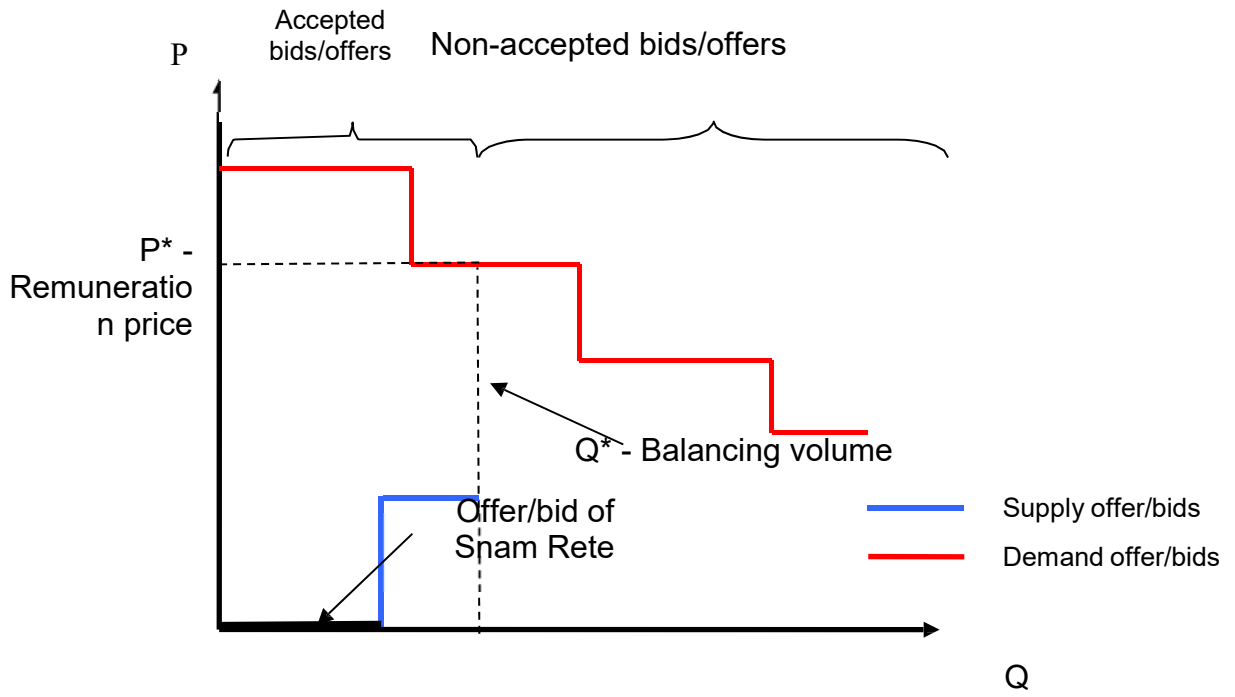 Accepted
bids/offers
Non-accepted bids/offers
P
P* -
Remuneratio
n price
Q* - Balancing volume
Offer/bid of
Snam Rete
Supply offer/bids
Demand offer/bids
Q